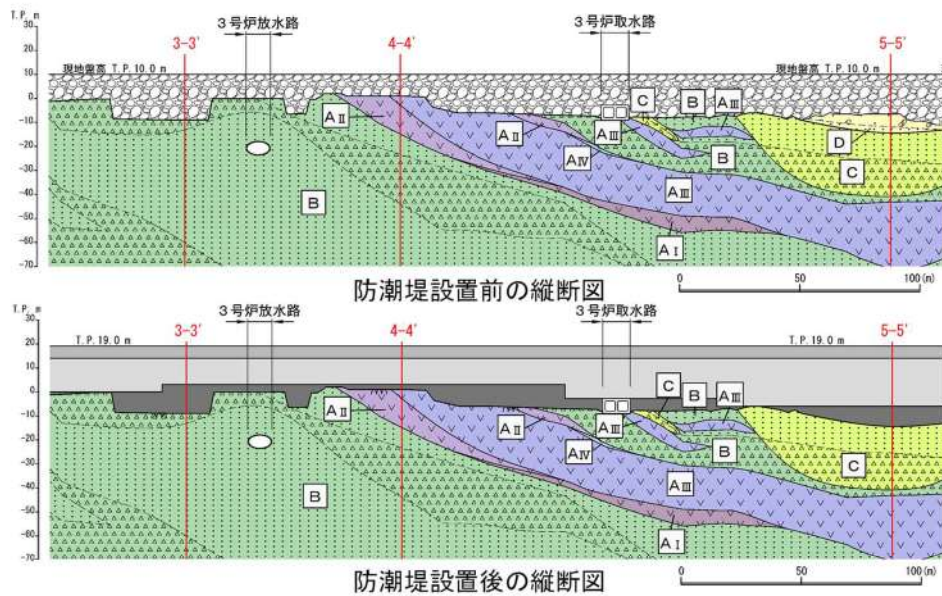 T.P. m
3号炉放水路
3号炉取水路
3-3'
4-4'
5-5'
現地盤高 T.P. 10.0 m
現地盤高 T.P. 10.0 m
30
20
10
0
-10
-20
-30
-40
-50
-60
-70
AⅡ
AⅡ
AⅣ
AⅢ
C
B
AⅢ
D
B
C
B
AⅢ
AⅠ
防潮堤設置前の縦断図
0
50
100(m)
T.P. m
3号炉放水路
3号炉取水路
3-3'
4-4'
5-5'
T.P. 19.0 m
T.P. 19.0 m
30
20
10
0
-10
-20
-30
-40
-50
-60
-70
AⅡ
AⅡ
AⅣ
AⅢ
C
B
AⅢ
B
C
B
AⅢ
AⅠ
防潮堤設置後の縦断図
0
50
100(m)